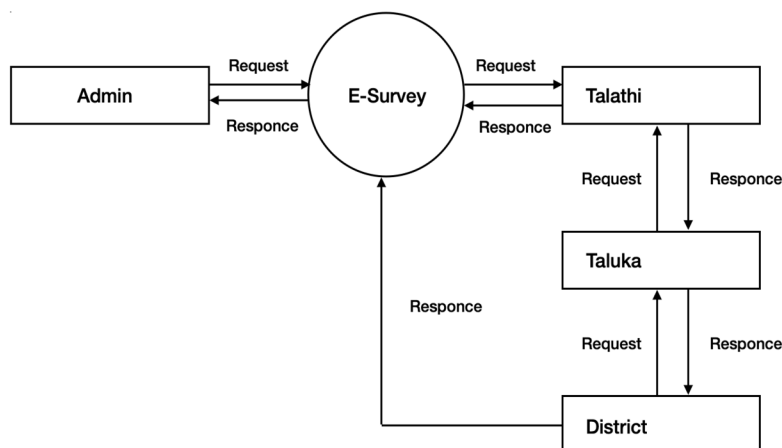 Request
Request
Admin
E-Survey
Talathi
Responce
Responce
Request
Responce
Taluka
Responce
Request
Responce
District